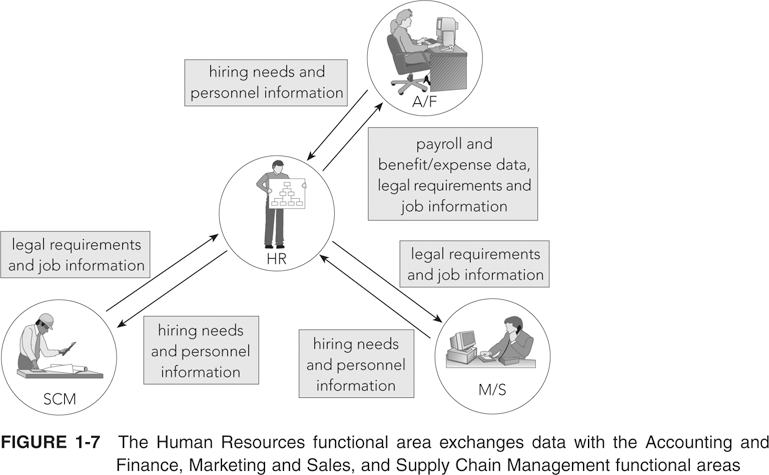 hiring needs and
personnel information
A/F
payroll and
benefit/expense data,
legal requirements and
job information
HR
legal requirements
and job information
legal requirements
and job information
hiring needs
and personnel
information
hiring needs
and personnel
information
SCM
M/S
FIGURE 1-7 The Human Resources functional area exchanges data with the Accounting and
Finance, Marketing and Sales, and Supply Chain Management functional areas